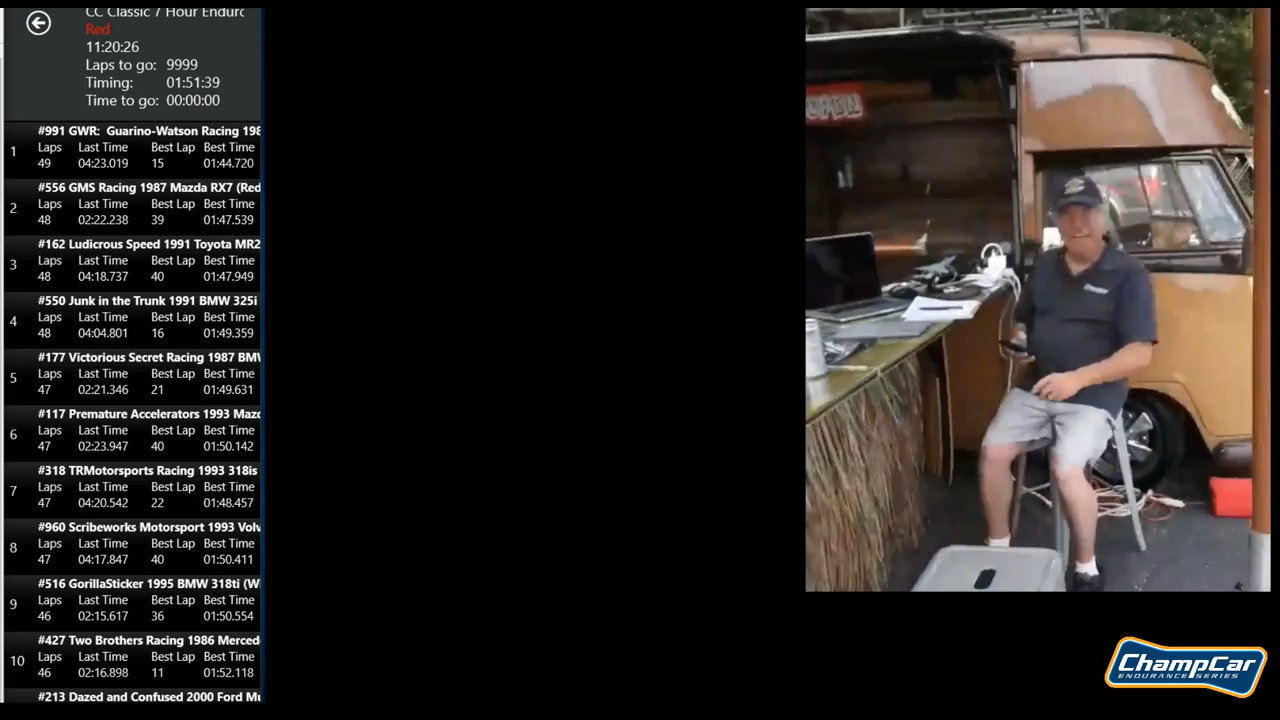 CC Classic 7 Hour Endurc
Red
11:20:26
Laps to go: 9999
Timing: 01:51:39
Time to go: 00:00:00
#991 GWR: Guarino-Watson Racing 198
Laps Last Time Best Lap Best Time
1 49 04:23.019 15 01:44.720
#556 GMS Racing 1987 Mazda RX7 (Red
Laps Last Time Best Lap Best Time
2 48 02:22.238 39 01:47.539
#162 Ludicrous Speed 1991 Toyota MR2
Laps Last Time Best Lap Best Time
3 48 04:18.737 40 01:47.949
#550 Junk in the Trunk 1991 BMW 325i
Laps Last Time Best Lap Best Time
4 48 04:04.801 16 01:49.359
#177 Victorious Secret Racing 1987 BMW
Laps Last Time Best Lap Best Time
5 47 02:21.346 21 01:49.631
#117 Premature Accelerators 1993 Mazd
Laps Last Time Best Lap Best Time
6 47 02:23.947 40 01:50.142
#318 TRMotorsports Racing 1993 318is
Laps Last Time Best Lap Best Time
7 47 04:20.542 22 01:48.457
#960 Scribeworks Motorsport 1993 Volv
Laps Last Time Best Lap Best Time
8 47 04:17.847 40 01:50.411
#516 GorillaSticker 1995 BMW 318ti (W
Laps Last Time Best Lap Best Time
9 46 02:15.617 36 01:50.554
#427 Two Brothers Racing 1986 Merced
Laps Last Time Best Lap Best Time
10 46 02:16.898 11 01:52.118
#213 Dazed and Confused 2000 Ford Mu
ChampCar
ENDURANCE SERIES